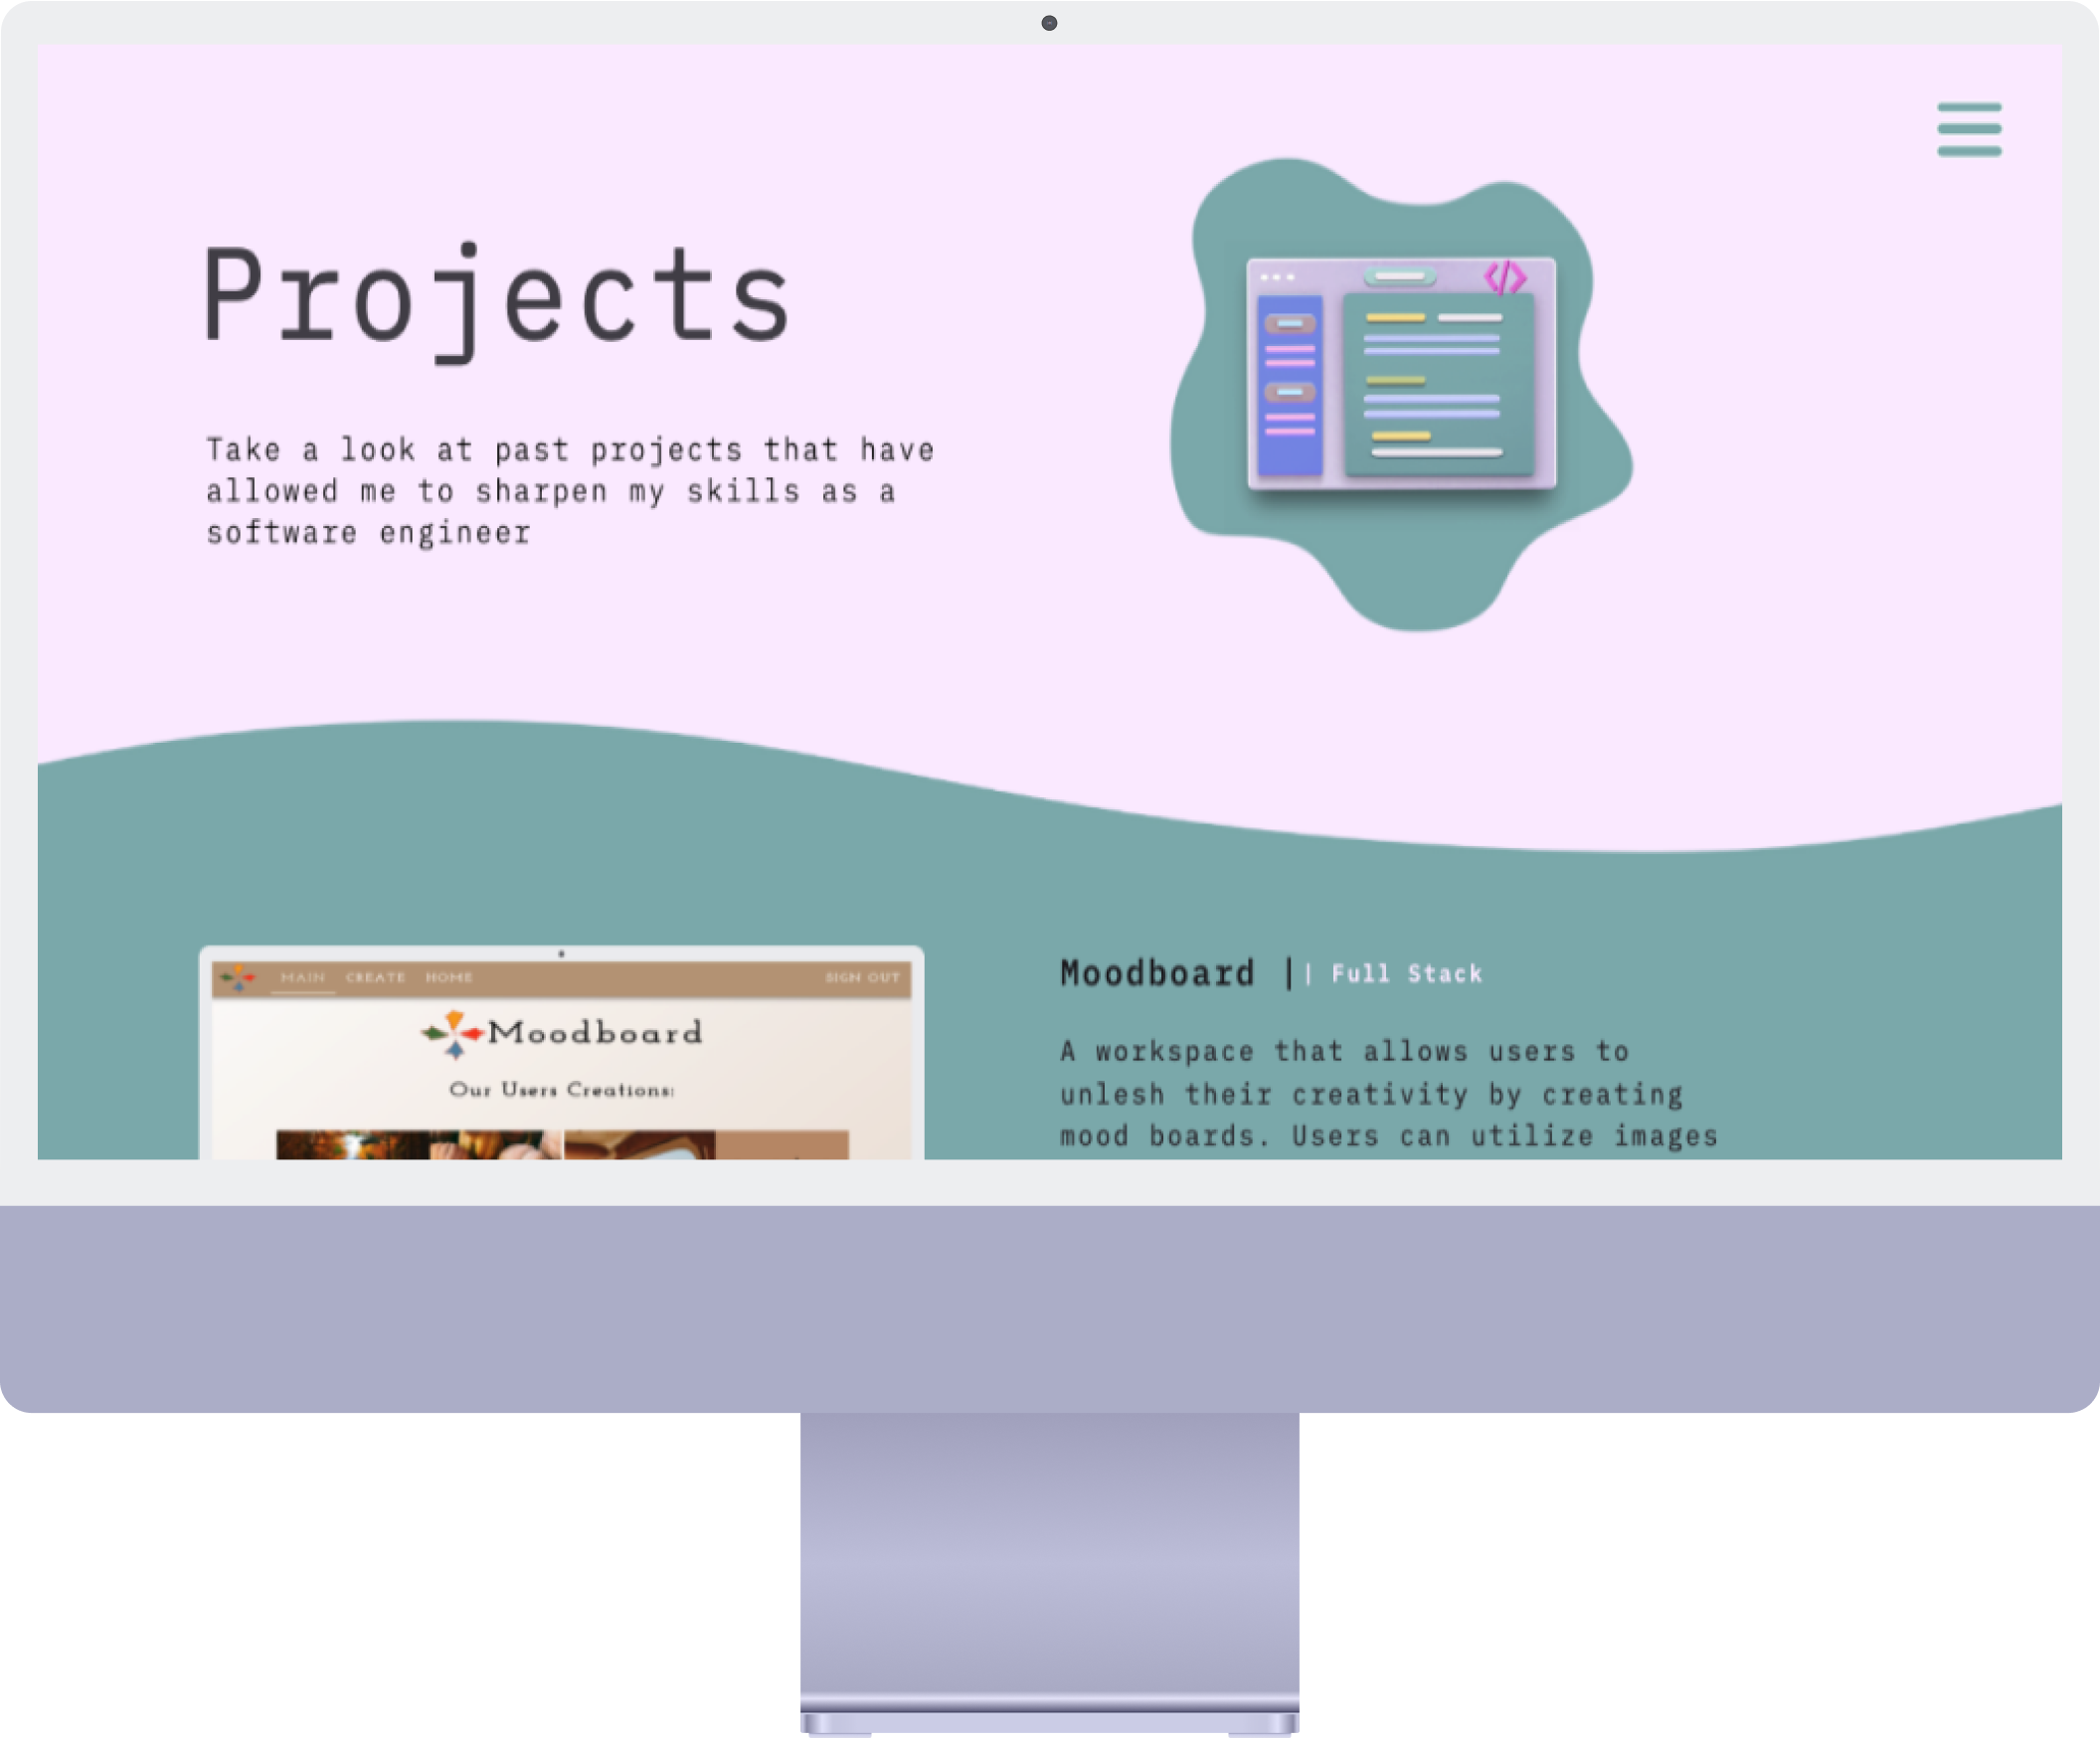 Projects
Take a look at past projects that have
allowed me to sharpen my skills as a
software engineer
</>
MAIN CREATE HOME SIGN OUT
Moodboard
Our Users Creations:
Moodboard || Full Stack
A workspace that allows users to
unlesh their creativity by creating
mood boards. Users can utilize images